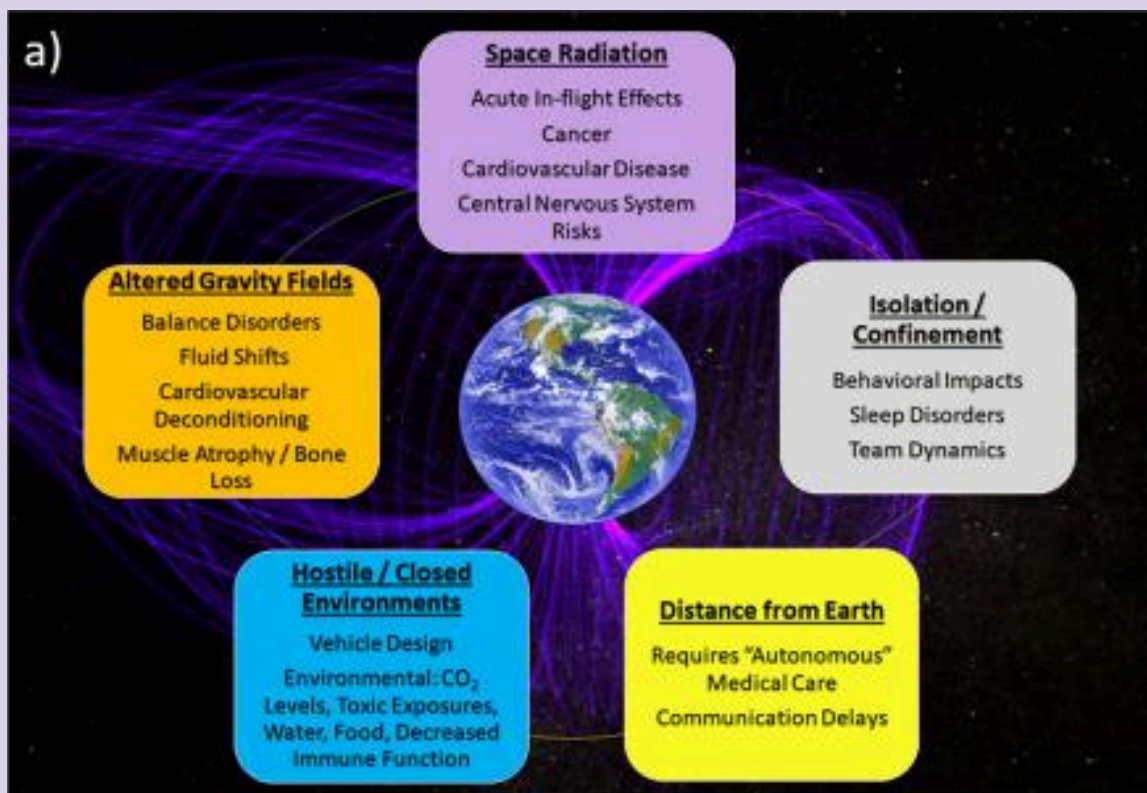 a)
Space Radiation
Acute In-flight Effects
Cancer
Cardiovascular Disease
Central Nervous System
Risks
Altered Gravity Fields
Balance Disorders
Fluid Shifts
Cardiovascular
Deconditioning
Muscle Atrophy / Bone
Loss
Isolation /
Confinement
Behavioral Impacts
Sleep Disorders
Team Dynamics
Hostile / Closed
Environments
Vehicle Design
Environmental: CO₂
Levels, Toxic Exposures,
Water, Food, Decreased
Immune Function
Distance from Earth
Requires “Autonomous”
Medical Care
Communication Delays